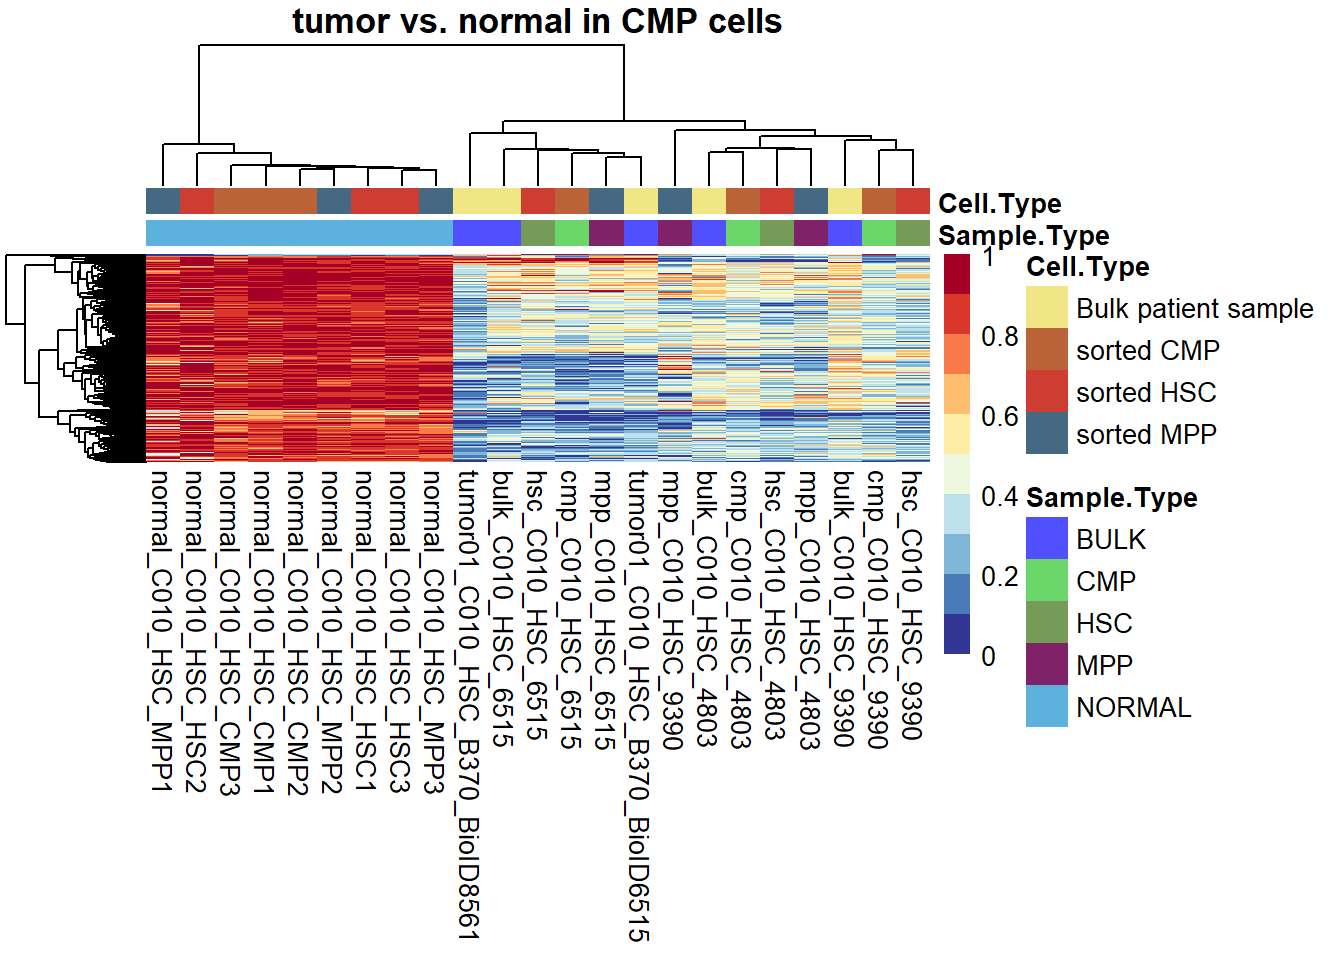 tumor vs. normal in CMP cells
Cell.Type
Sample.Type
1
0.8
0.6
0.4
0.2
0
Cell.Type
Bulk patient sample
sorted CMP
sorted HSC
sorted MPP
Sample.Type
BULK
CMP
HSC
MPP
NORMAL
normal_C010_HSC_MPP1
normal_C010_HSC2
normal_C010_HSC_CMP3
normal_C010_HSC_CMP1
normal_C010_HSC_CMP2
normal_C010_HSC_MPP2
normal_C010_HSC1
normal_C010_HSC3
normal_C010_HSC_MPP3
tumor01_C010_HSC_B370_BioID8561
bulk_C010_HSC_6515
hsc_C010_HSC_6515
cmp_C010_HSC_6515
mpp_C010_HSC_6515
tumor01_C010_HSC_B370_BioID6515
mpp_C010_HSC_9390
bulk_C010_HSC_4803
cmp_C010_HSC_4803
hsc_C010_HSC_4803
mpp_C010_HSC_4803
bulk_C010_HSC_9390
cmp_C010_HSC_9390
hsc_C010_HSC_9390